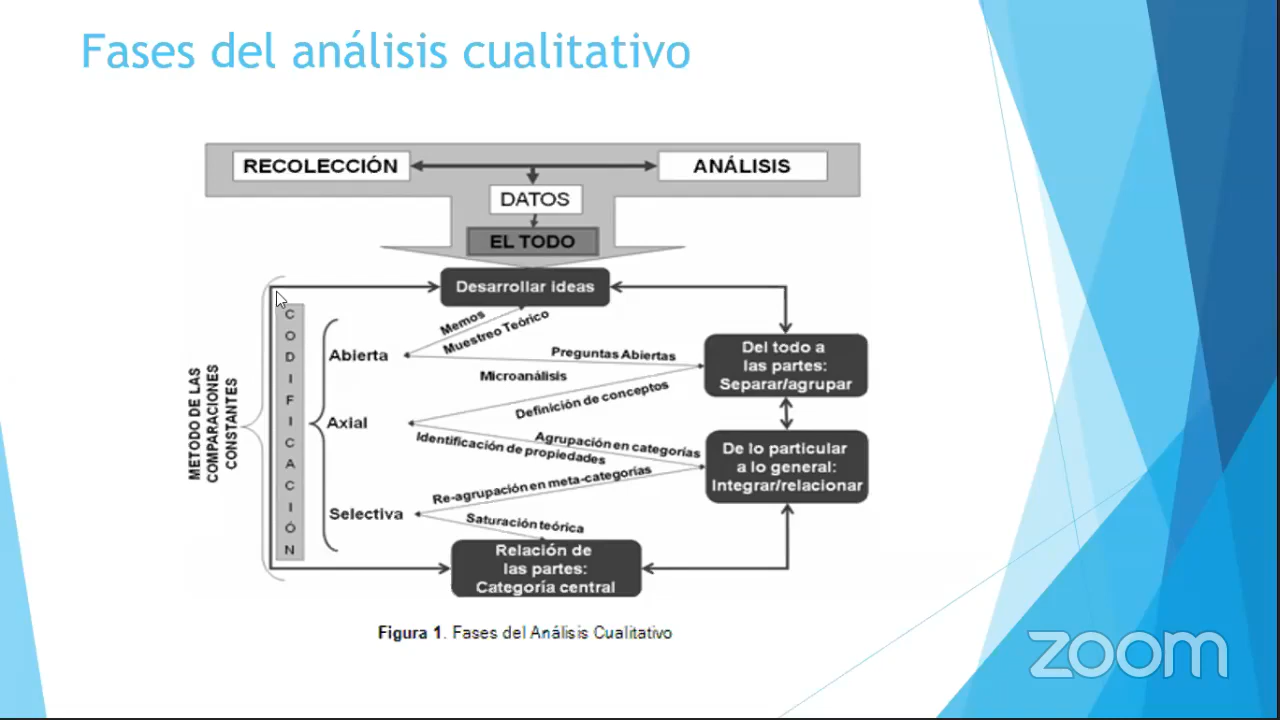 Fases del análisis cualitativo
RECOLECCIÓN
ANÁLISIS
DATOS
EL TODO
Desarrollar ideas
Memos
Muestreo Teórico
Abierta
Preguntas Abiertas
Del todo a
las partes:
Separar/agrupar
Microanálisis
Definición de conceptos
METODO DE LAS
COMPARACIONES
CONSTANTES
CODIFICACIÓN
Axial
Agrupación en categorías
Identificación de propiedades
De lo particular
a lo general:
Integrar/relacionar
Re-agrupación en meta-categorías
Selectiva
Saturación teórica
Relación de
las partes:
Categoría central
Figura 1. Fases del Análisis Cualitativo
zoom